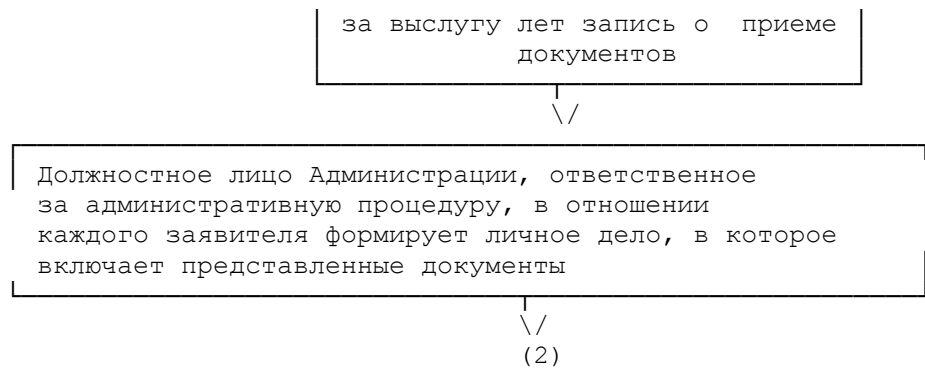 за выслугу лет запись о приеме
документов
\/
Должностное лицо Администрации, ответственное
за административную процедуру, в отношении
каждого заявителя формирует личное дело, в которое
включает представленные документы
\/
(2)